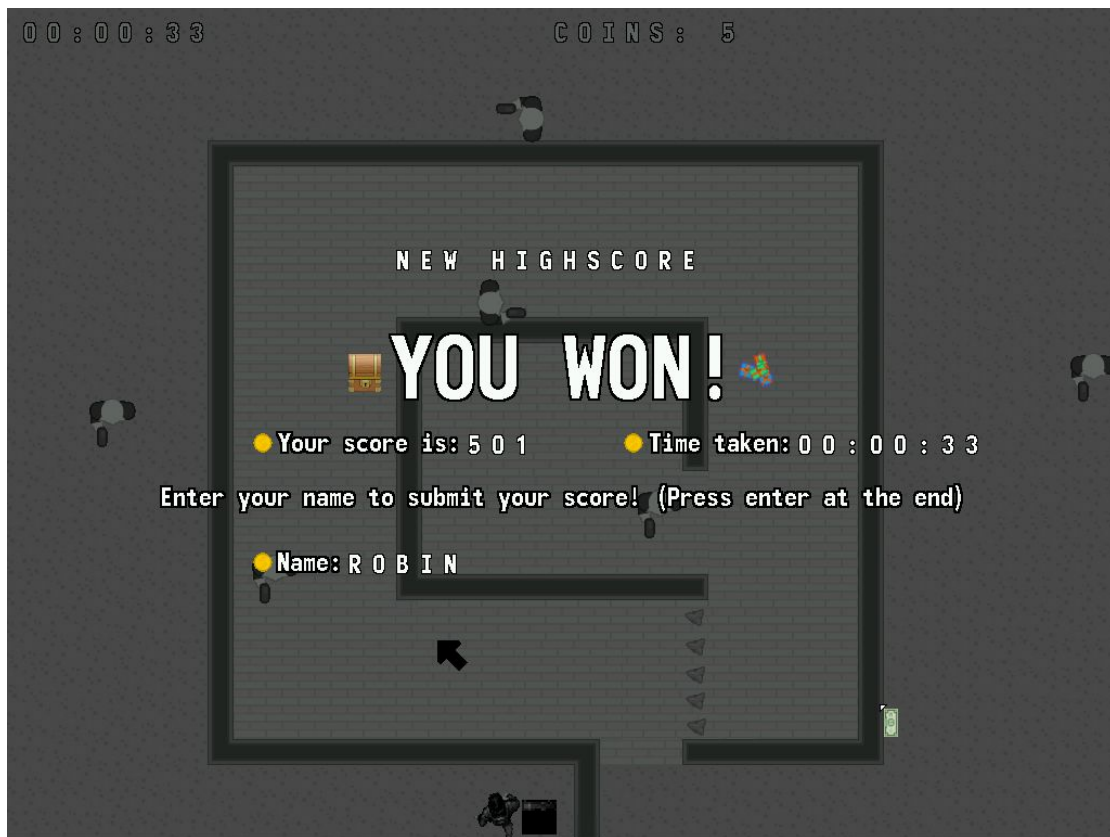 00:00:33 COINS: 5
NEW HIGHSCORE
YOU WON!
Your score is: 501 Time taken: 00:00:33
Enter your name to submit your score! (Press enter at the end)
Name: ROBIN